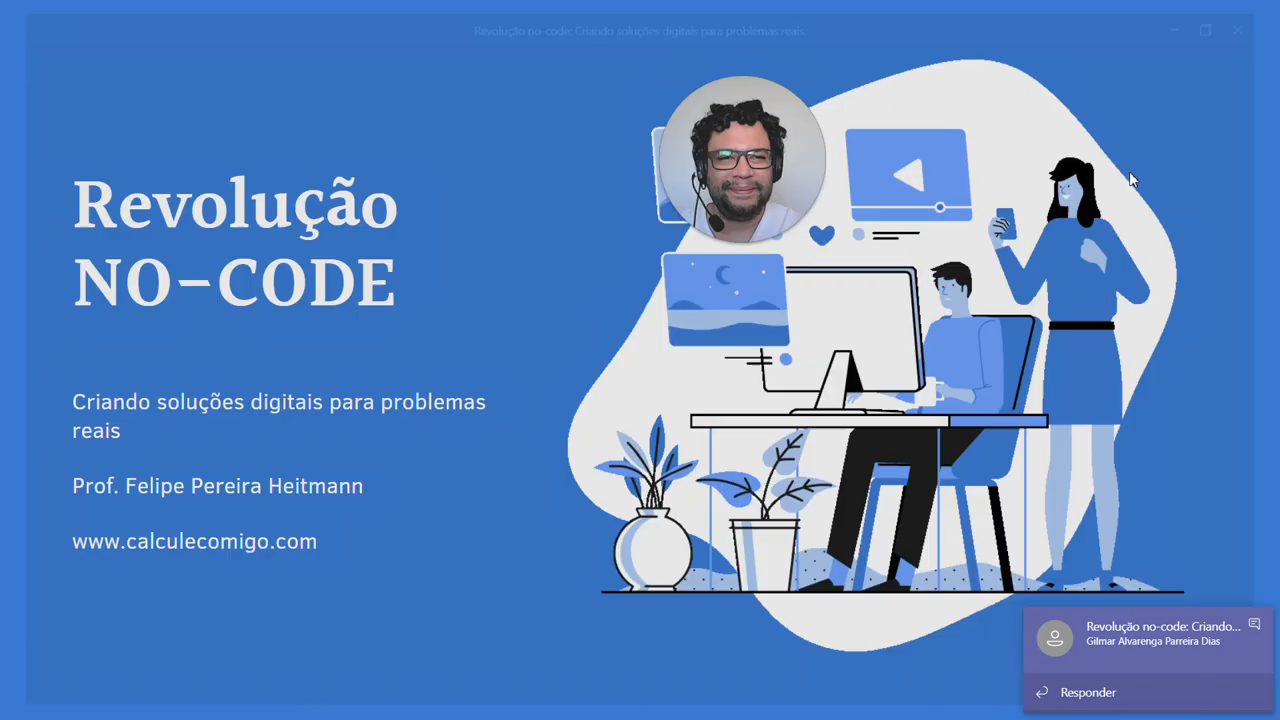 Revolução no-code: Criando soluções digitais para problemas reais.
Revolução
NO-CODE
Criando soluções digitais para problemas
reais
Prof. Felipe Pereira Heitmann
www.calculecomigo.com
Revolução no-code: Criando...
Gilmar Alvarenga Parreira Dias
Responder